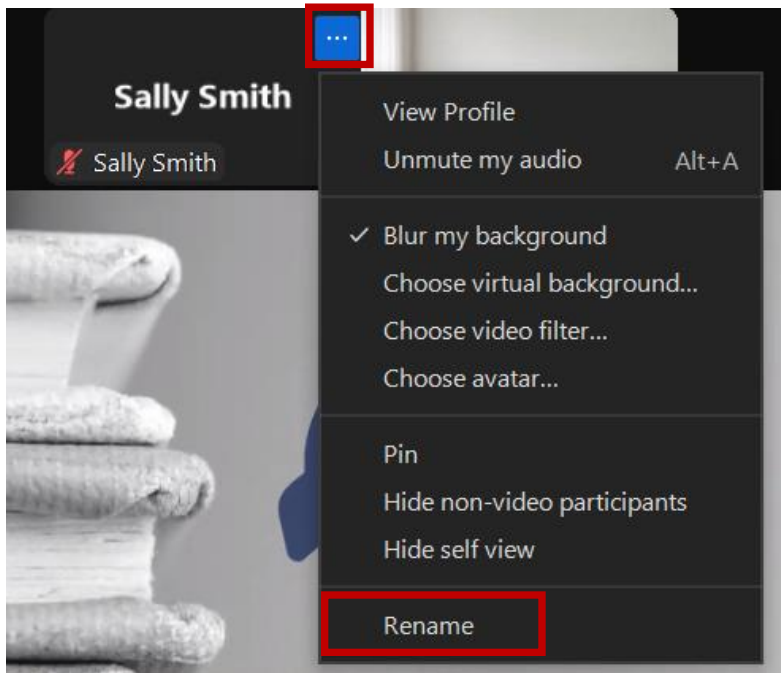 ...
Sally Smith
Sally Smith
View Profile
Unmute my audio Alt+A
Blur my background
Choose virtual background...
Choose video filter...
Choose avatar...
Pin
Hide non-video participants
Hide self view
Rename